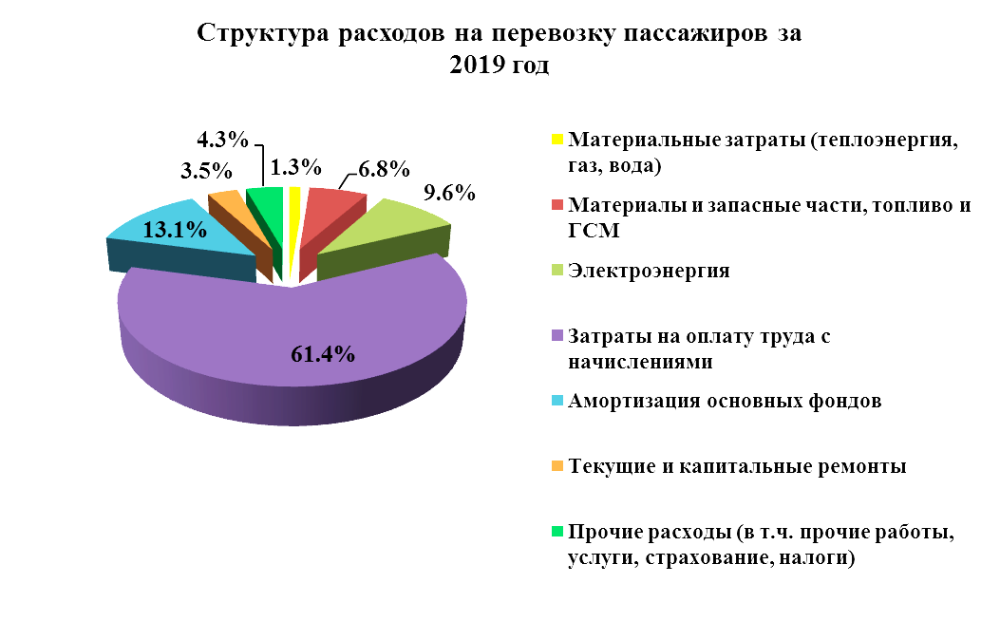 Структура расходов на перевозку пассажиров за
2019 год
4.3%
1.3%
6.8%
3.5%
9.6%
13.1%
61.4%
Материальные затраты (теплоэнергия,
газ, вода)
Материалы и запасные части, топливо и
ГСМ
Электроэнергия
Затраты на оплату труда с
начислениями
Амортизация основных фондов
Текущие и капитальные ремонты
Прочие расходы (в т.ч. прочие работы,
услуги, страхование, налоги)